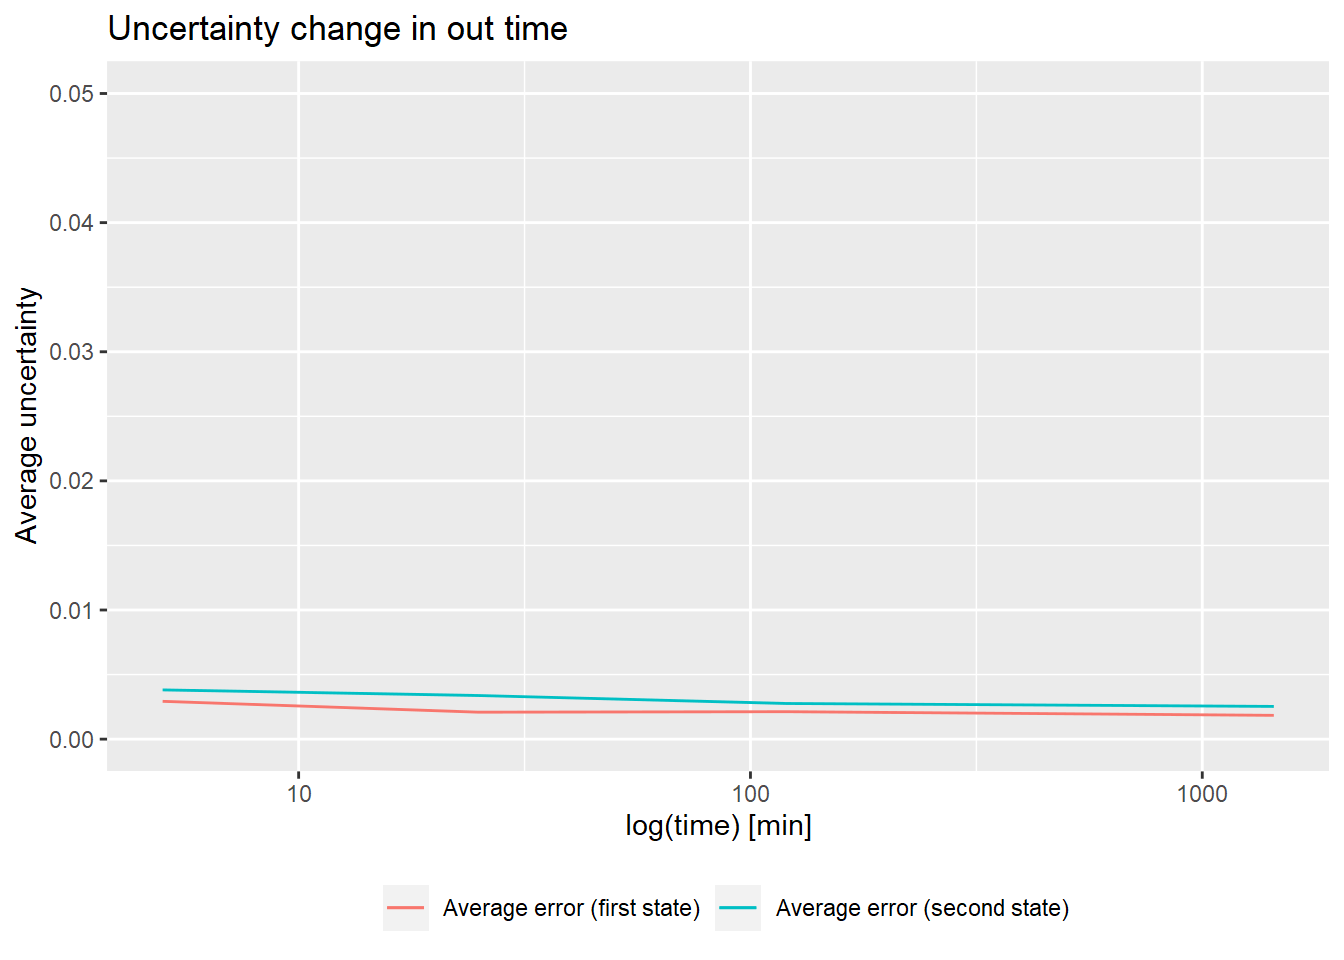 Uncertainty change in out time
Average uncertainty
0.05
0.04
0.03
0.02
0.01
0.00
10 100 1000
log(time) [min]
Average error (first state) Average error (second state)